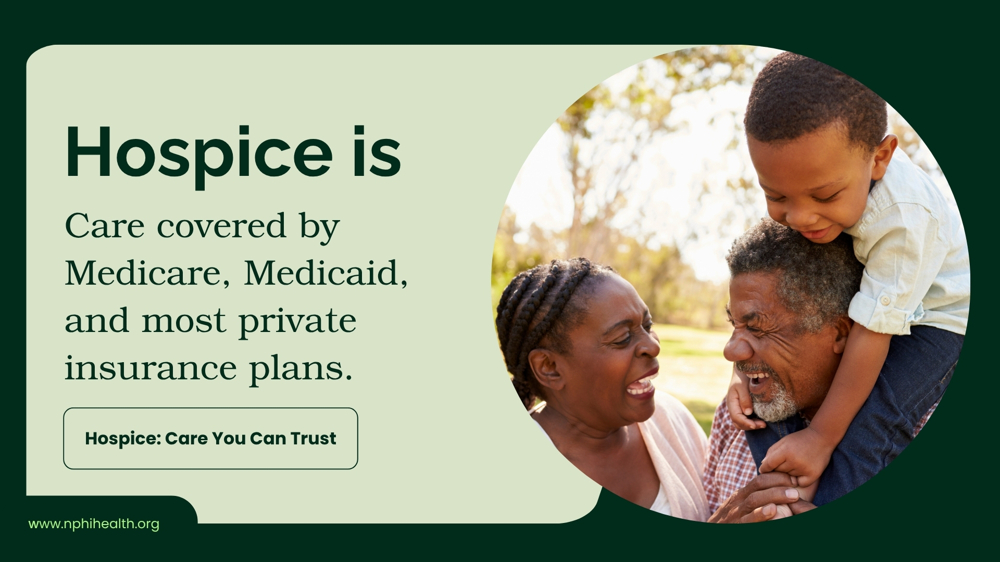 Hospice is
Care covered by
Medicare, Medicaid,
and most private
insurance plans.
Hospice: Care You Can Trust
www.nphihealth.org